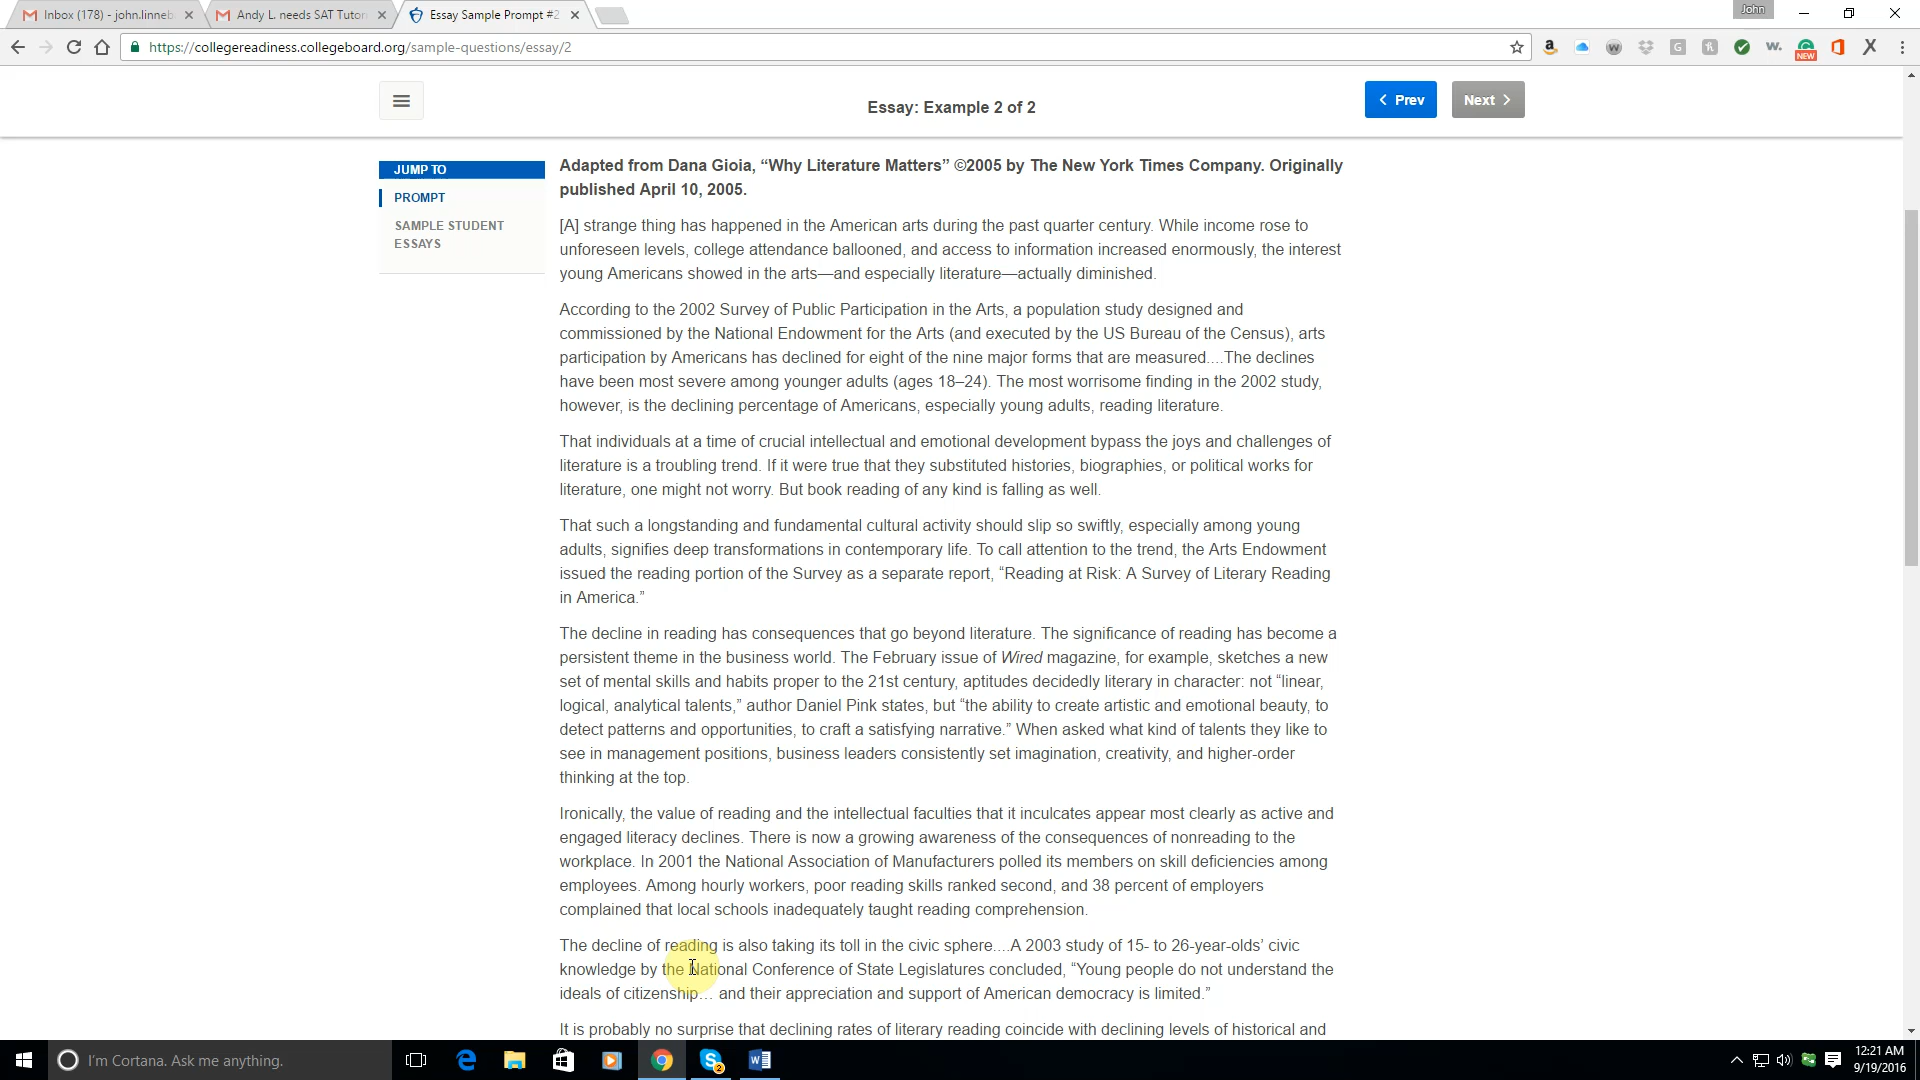 Inbox (178) - john.linneb
Andy L. needs SAT Tutor
Essay Sample Prompt #2
John
https://collegereadiness.collegeboard.org/sample-questions/essay/2
NEW
Essay: Example 2 of 2
Prev
Next
JUMP TO
PROMPT
SAMPLE STUDENT
ESSAYS
Adapted from Dana Gioia, “Why Literature Matters” ©2005 by The New York Times Company. Originally
published April 10, 2005.
[A] strange thing has happened in the American arts during the past quarter century. While income rose to
unforeseen levels, college attendance ballooned, and access to information increased enormously, the interest
young Americans showed in the arts—and especially literature—actually diminished.
According to the 2002 Survey of Public Participation in the Arts, a population study designed and
commissioned by the National Endowment for the Arts (and executed by the US Bureau of the Census), arts
participation by Americans has declined for eight of the nine major forms that are measured....The declines
have been most severe among younger adults (ages 18–24). The most worrisome finding in the 2002 study,
however, is the declining percentage of Americans, especially young adults, reading literature.
That individuals at a time of crucial intellectual and emotional development bypass the joys and challenges of
literature is a troubling trend. If it were true that they substituted histories, biographies, or political works for
literature, one might not worry. But book reading of any kind is falling as well.
That such a longstanding and fundamental cultural activity should slip so swiftly, especially among young
adults, signifies deep transformations in contemporary life. To call attention to the trend, the Arts Endowment
issued the reading portion of the Survey as a separate report, “Reading at Risk: A Survey of Literary Reading
in America.”
The decline in reading has consequences that go beyond literature. The significance of reading has become a
persistent theme in the business world. The February issue of Wired magazine, for example, sketches a new
set of mental skills and habits proper to the 21st century, aptitudes decidedly literary in character: not “linear,
logical, analytical talents,” author Daniel Pink states, but “the ability to create artistic and emotional beauty, to
detect patterns and opportunities, to craft a satisfying narrative.” When asked what kind of talents they like to
see in management positions, business leaders consistently set imagination, creativity, and higher-order
thinking at the top.
Ironically, the value of reading and the intellectual faculties that it inculcates appear most clearly as active and
engaged literacy declines. There is now a growing awareness of the consequences of nonreading to the
workplace. In 2001 the National Association of Manufacturers polled its members on skill deficiencies among
employees. Among hourly workers, poor reading skills ranked second, and 38 percent of employers
complained that local schools inadequately taught reading comprehension.
The decline of reading is also taking its toll in the civic sphere....A 2003 study of 15- to 26-year-olds’ civic
knowledge by the National Conference of State Legislatures concluded, “Young people do not understand the
ideals of citizenship… and their appreciation and support of American democracy is limited.”
It is probably no surprise that declining rates of literary reading coincide with declining levels of historical and
I'm Cortana. Ask me anything.
12:21 AM
9/19/2016